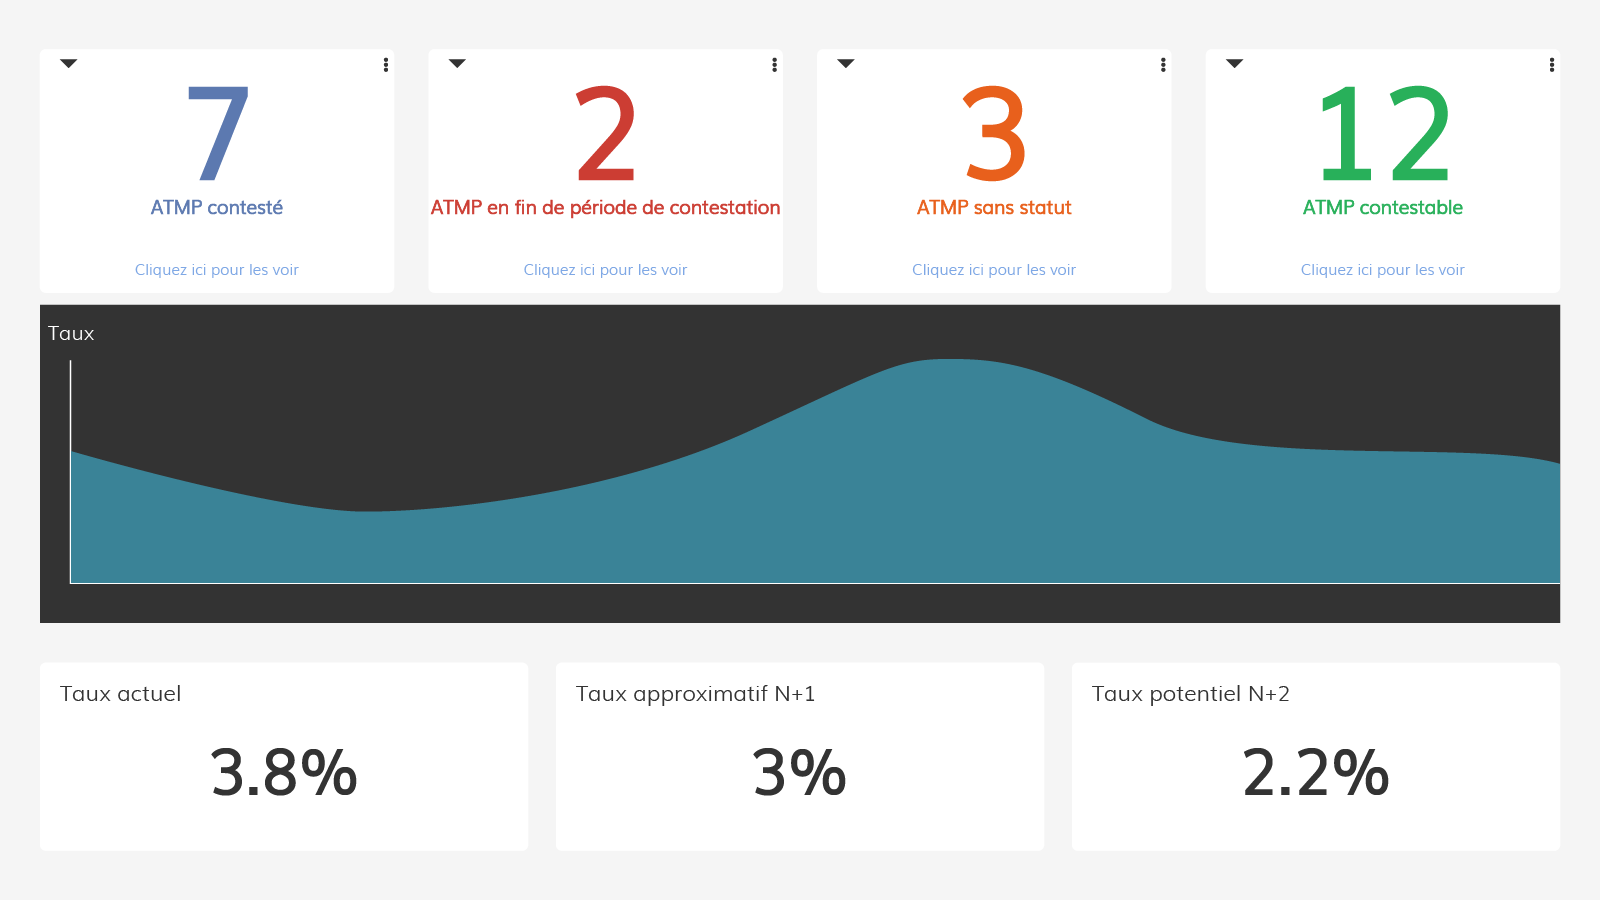 7
ATMP contesté
Cliquez ici pour les voir
2
ATMP en fin de période de contestation
Cliquez ici pour les voir
3
ATMP sans statut
Cliquez ici pour les voir
12
ATMP contestable
Cliquez ici pour les voir
Taux
Taux actuel
3.8%
Taux approximatif N+1
3%
Taux potentiel N+2
2.2%